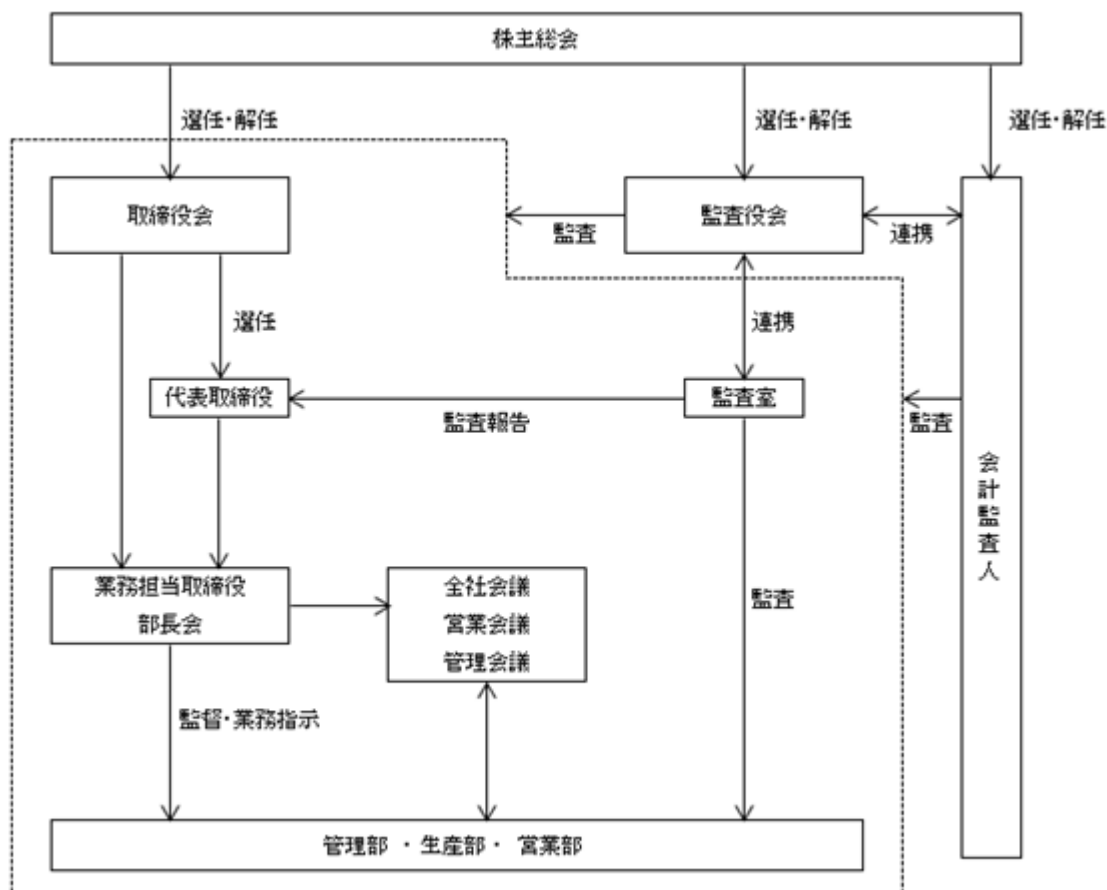 株主総会
選任・解任
選任・解任
選任・解任
取締役会
監査役会
監査
連携
選任
連携
代表取締役
監査室
監査報告
監査
会計監査人
業務担当取締役
部長会
全社会議
営業会議
管理会議
監査
監督・業務指示
管理部 ・ 生産部 ・ 営業部